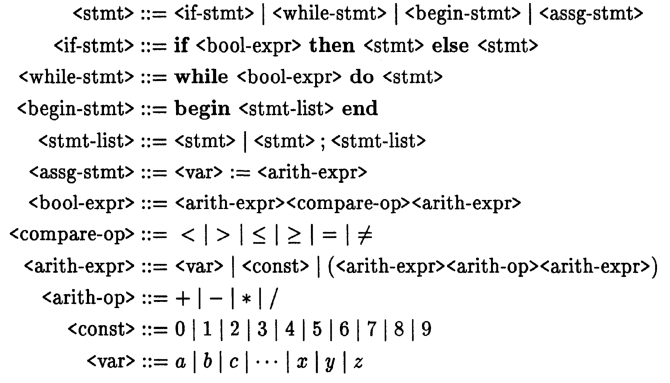 <stmt> ::= <if-stmt> | <while-stmt> | <begin-stmt> | <assg-stmt>
<if-stmt> ::= if <bool-expr> then <stmt> else <stmt>
<while-stmt> ::= while <bool-expr> do <stmt>
<begin-stmt> ::= begin <stmt-list> end
<stmt-list> ::= <stmt> | <stmt> ; <stmt-list>
<assg-stmt> ::= <var> := <arith-expr>
<bool-expr> ::= <arith-expr><compare-op><arith-expr>
<compare-op> ::= < | > | ≤ | ≥ | = | ≠
<arith-expr> ::= <var> | <const> | (<arith-expr><arith-op><arith-expr>)
<arith-op> ::= + | − | * | /
<const> ::= 0 | 1 | 2 | 3 | 4 | 5 | 6 | 7 | 8 | 9
<var> ::= a | b | c | ⋯ | x | y | z